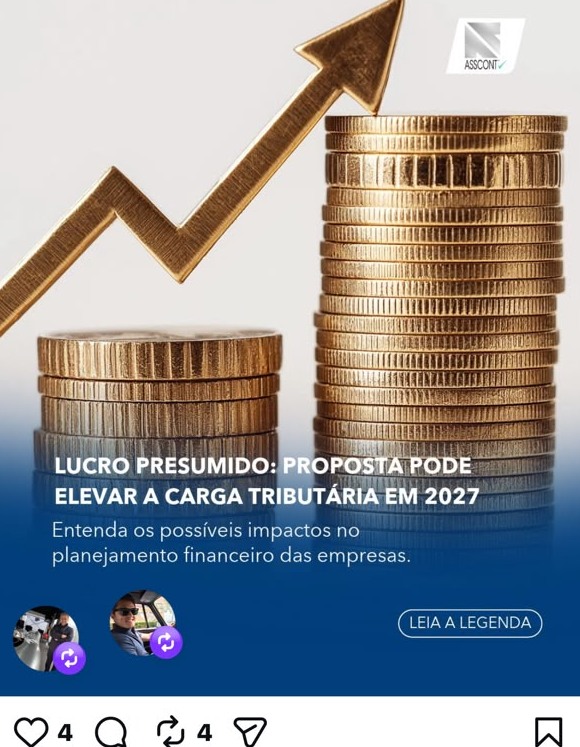 ASSCONT
LUCRO PRESUMIDO: PROPOSTA PODE
ELEVAR A CARGA TRIBUTÁRIA EM 2027
Entenda os possíveis impactos no
planejamento financeiro das empresas.
LEIA A LEGENDA
4
4